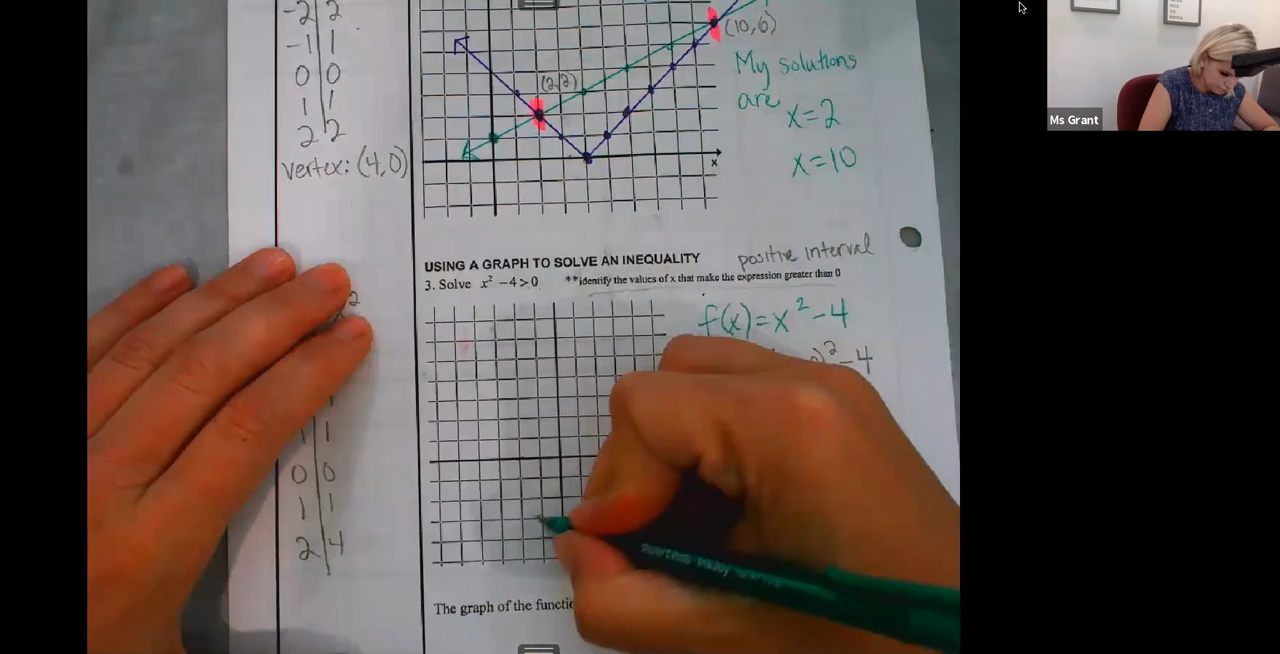 -2 2
-1 1
0 0
1 1
2 2
vertex: (4,0)
(10,6)
(2,2)
My solutions
are
x=2
x=10
x
Ms Grant
USING A GRAPH TO SOLVE AN INEQUALITY
positive interval
3. Solve x² -4>0 **identify the values of x that make the expression greater than 0
f(x)=x²-4
)²-4
1
0 0
1 1
2 4
The graph of the